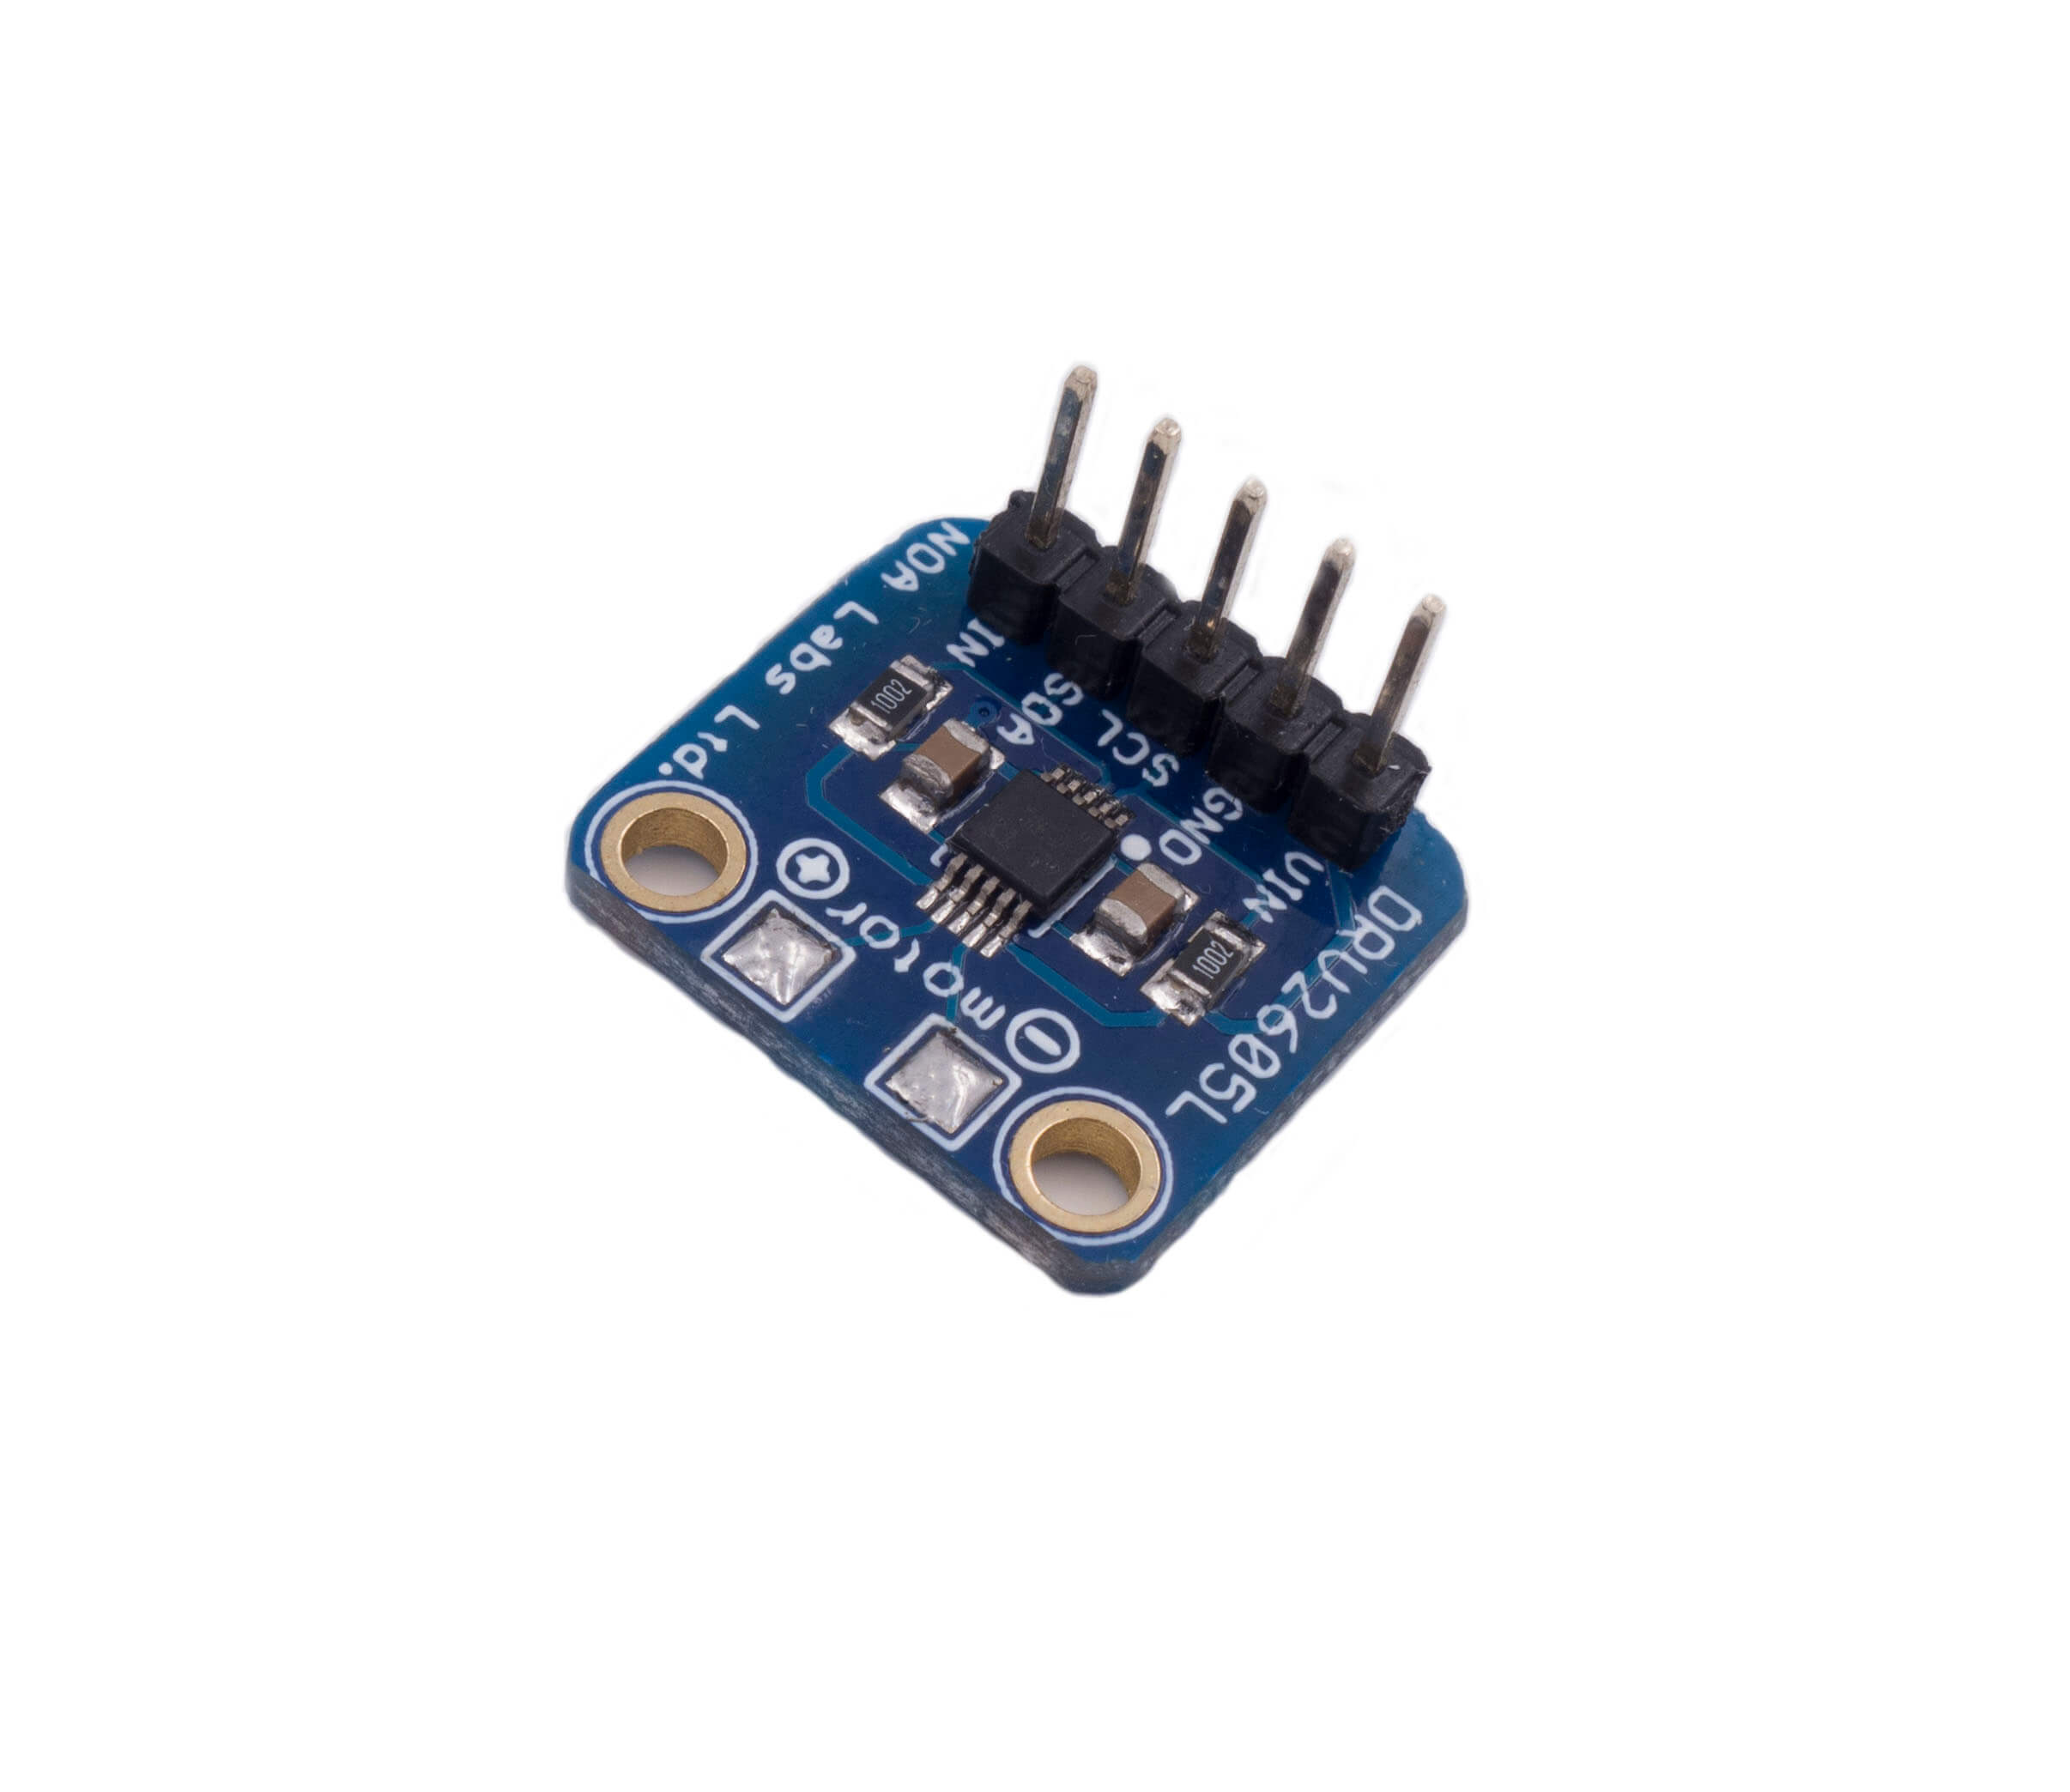 NOA Labs Ltd.
IN
SDA
SCL
GND
VIN
DRV2605L
motor
+
-
1002
1002